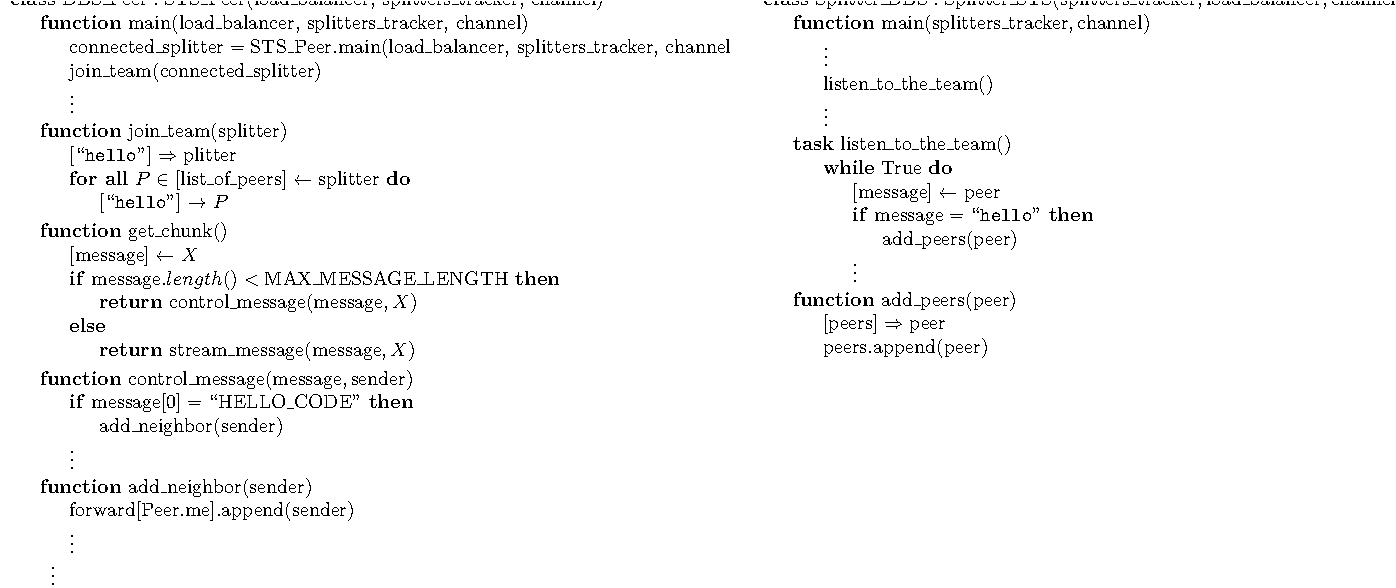 function main(load_balancer, splitters_tracker, channel)
connected_splitter = STS_Peer.main(load_balancer, splitters_tracker, channel
join_team(connected_splitter)
⋮
function join_team(splitter)
[“hello”] ⇒ plitter
for all P ∈ [list_of_peers] ← splitter do
[“hello”] → P
function get_chunk()
[message] ← X
if message.length() < MAX_MESSAGE_LENGTH then
return control_message(message, X)
else
return stream_message(message, X)
function control_message(message, sender)
if message[0] = “HELLO_CODE” then
add_neighbor(sender)
⋮
function add_neighbor(sender)
forward[Peer.me].append(sender)
⋮
⋮
function main(splitters_tracker, channel)
⋮
listen_to_the_team()
⋮
task listen_to_the_team()
while True do
[message] ← peer
if message = “hello” then
add_peers(peer)
⋮
function add_peers(peer)
[peers] ⇒ peer
peers.append(peer)